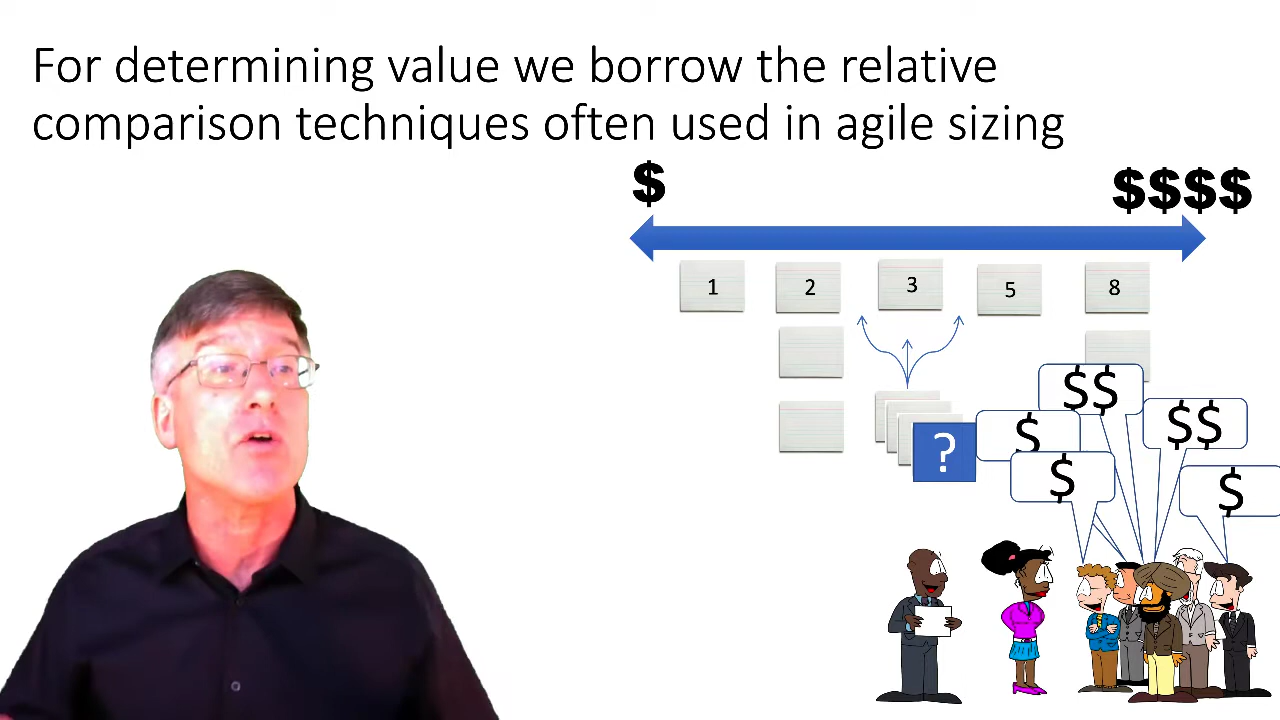 For determining value we borrow the relative
comparison techniques often used in agile sizing
$ $$$$
1 2 3 5 8
$$
$$
$
?
$
$